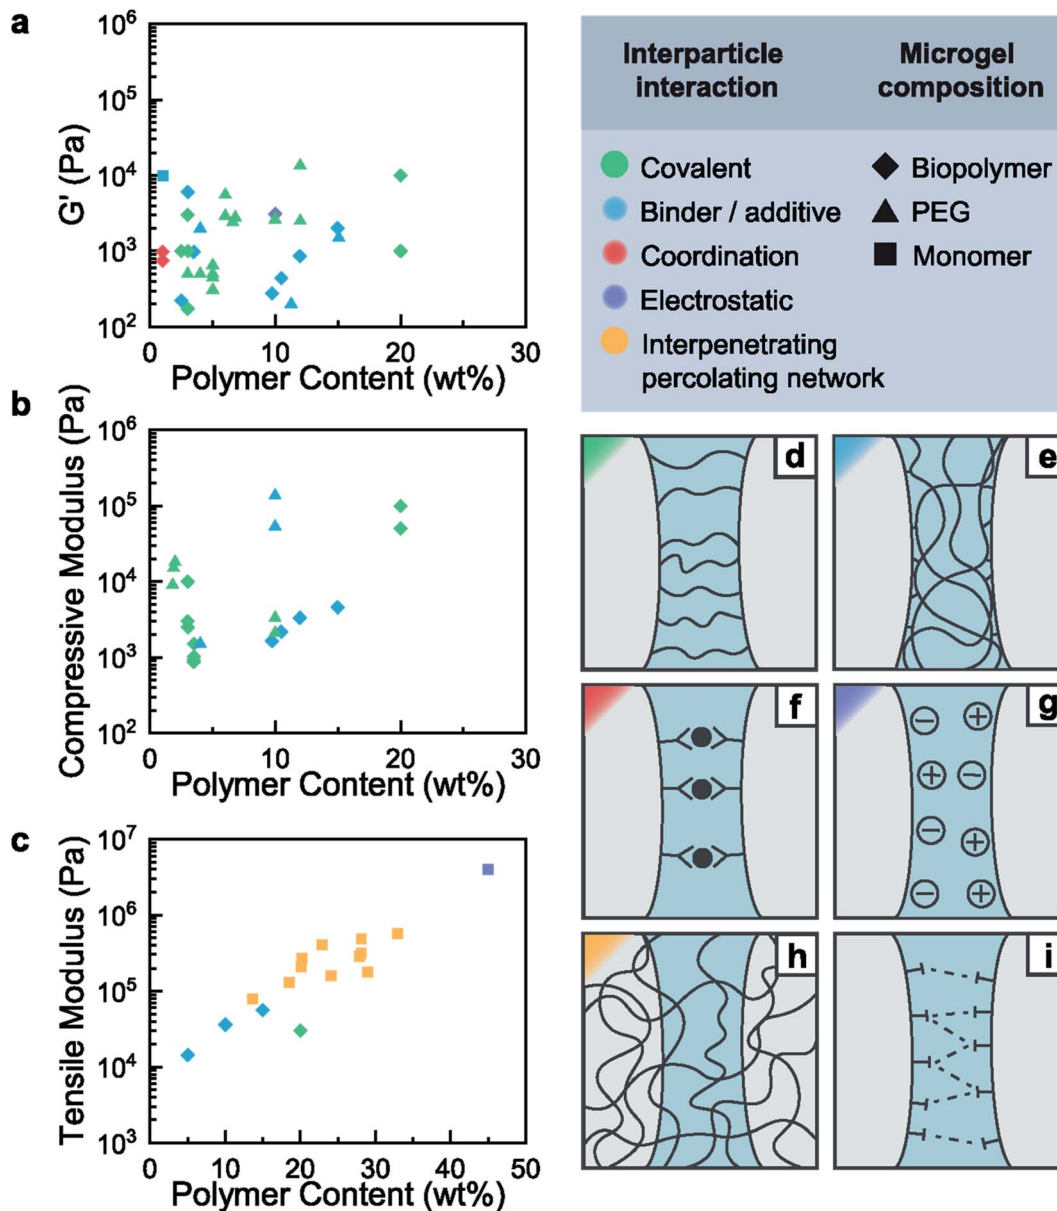 a
G' (Pa)
10^6
10^5
10^4
10^3
10^2
0 10 20 30
Polymer Content (wt%)
b
Compressive Modulus (Pa)
10^6
10^5
10^4
10^3
10^2
0 10 20 30
Polymer Content (wt%)
c
Tensile Modulus (Pa)
10^7
10^6
10^5
10^4
10^3
0 10 20 30 40 50
Polymer Content (wt%)
Interparticle
interaction
Covalent
Binder / additive
Coordination
Electrostatic
Interpenetrating
percolating network
Microgel
composition
Biopolymer
PEG
Monomer
d
e
f
g
− +
+ −
− +
− +
h
i